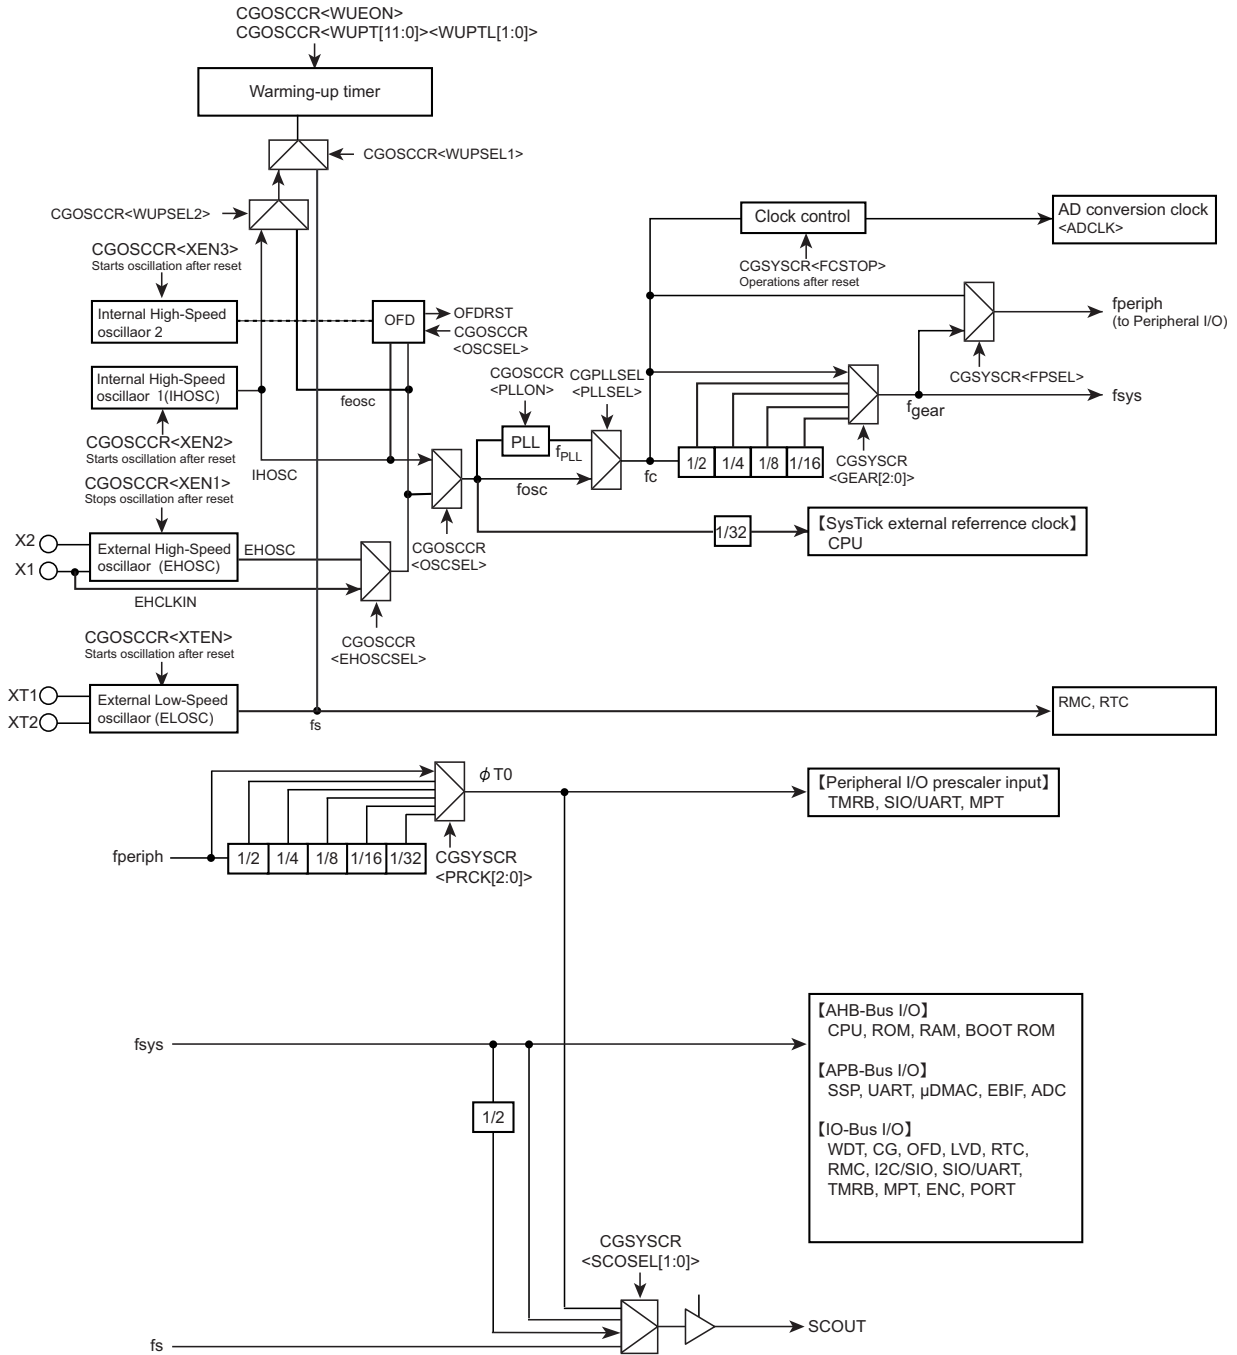 CGOSCCR<WUEON>
CGOSCCR<WUPT[11:0]><WUPTL[1:0]>
Warming-up timer
CGOSCCR<WUPSEL1>
CGOSCCR<WUPSEL2>
CGOSCCR<XEN3>
Starts oscillation after reset
Internal High-Speed
oscillaor 2
OFD
OFDRST
CGOSCCR
<OSCSEL>
Internal High-Speed
oscillaor 1(IHOSC)
CGOSCCR<XEN2>
Starts oscillation after reset
feosc
IHOSC
CGOSCCR<XEN1>
Stops oscillation after reset
X2
X1
External High-Speed
oscillaor (EHOSC)
EHOSC
EHCLKIN
CGOSCCR
<EHOSCSEL>
CGOSCCR
<OSCSEL>
CGOSCCR
<PLLON>
CGPLLSEL
<PLLSEL>
PLL
fPLL
fosc
fc
Clock control
CGSYSCR<FCSTOP>
Operations after reset
AD conversion clock
<ADCLK>
fperiph
(to Peripheral I/O)
CGSYSCR<FPSEL>
fsys
fgear
1/2
1/4
1/8
1/16
CGSYSCR
<GEAR[2:0]>
1/32
【SysTick external referrence clock】
CPU
CGOSCCR<XTEN>
Starts oscillation after reset
XT1
XT2
External Low-Speed
oscillaor (ELOSC)
fs
RMC, RTC
ϕT0
【Peripheral I/O prescaler input】
TMRB, SIO/UART, MPT
fperiph
1/2
1/4
1/8
1/16
1/32
CGSYSCR
<PRCK[2:0]>
fsys
1/2
【AHB-Bus I/O】
CPU, ROM, RAM, BOOT ROM
【APB-Bus I/O】
SSP, UART, µDMAC, EBIF, ADC
【IO-Bus I/O】
WDT, CG, OFD, LVD, RTC,
RMC, I2C/SIO, SIO/UART,
TMRB, MPT, ENC, PORT
CGSYSCR
<SCOSEL[1:0]>
SCOUT
fs